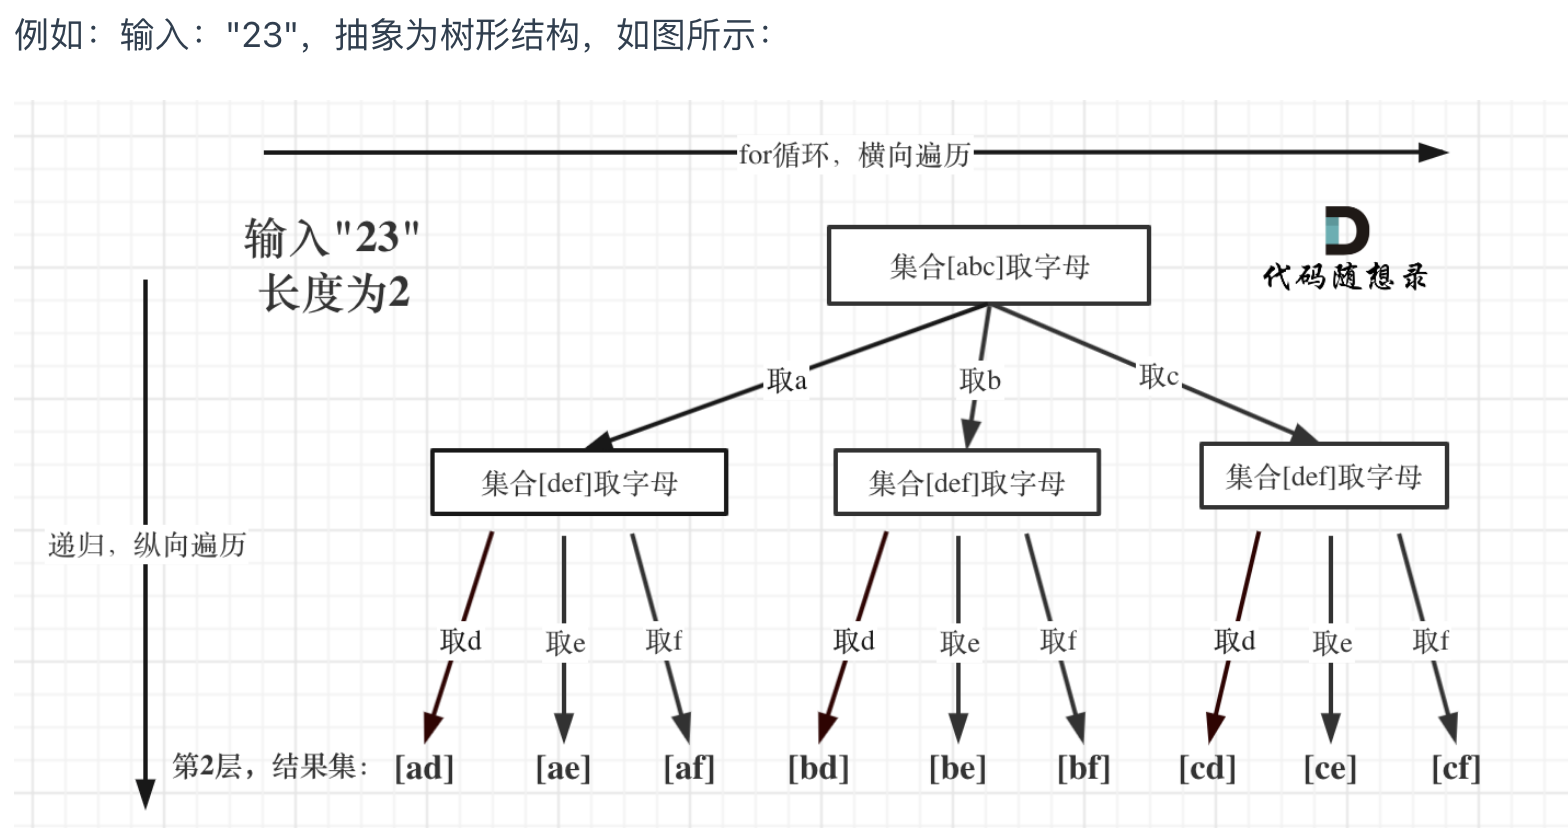 例如：输入："23"，抽象为树形结构，如图所示：
for循环，横向遍历
输入"23"
长度为2
代码随想录
集合[abc]取字母
取a
取b
取c
集合[def]取字母
集合[def]取字母
集合[def]取字母
递归，纵向遍历
取d
取e
取f
取d
取e
取f
取d
取e
取f
第2层，结果集： [ad] [ae] [af] [bd] [be] [bf] [cd] [ce] [cf]